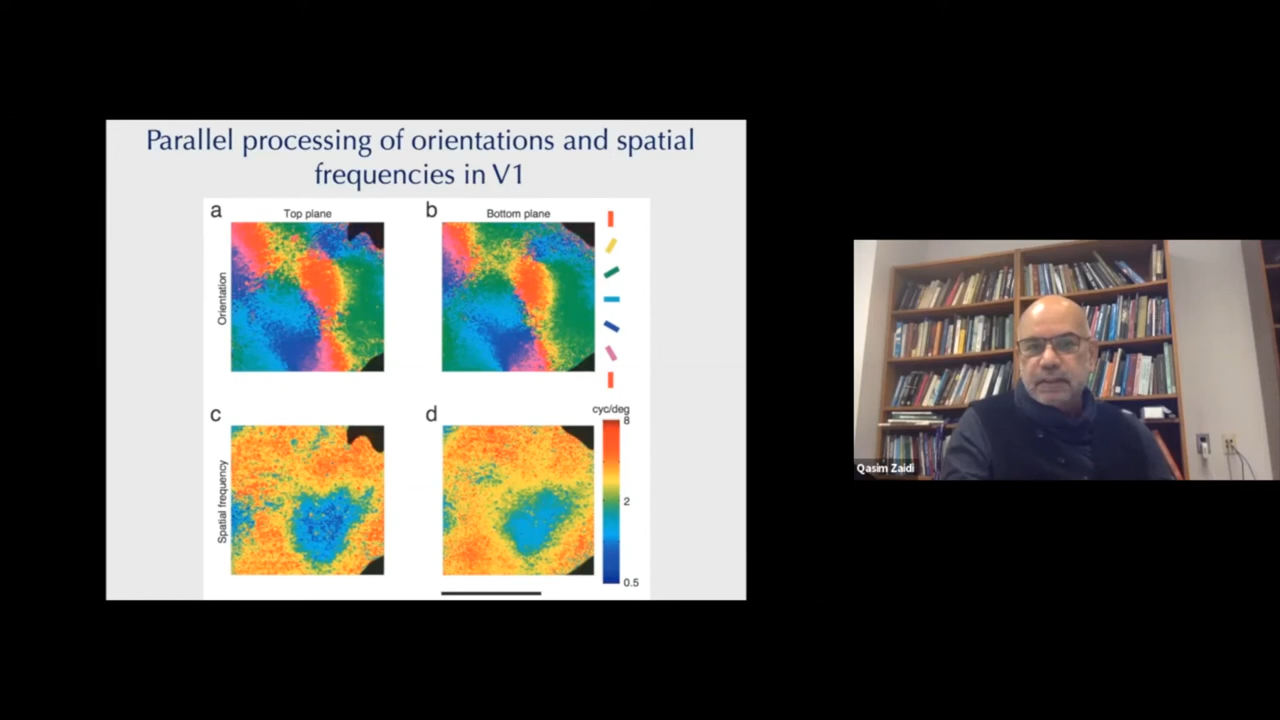 Parallel processing of orientations and spatial
frequencies in V1
a
Top plane
b
Bottom plane
Orientation
c
d
cyc/deg
8
2
0.5
Spatial frequency
Qasim Zaidi